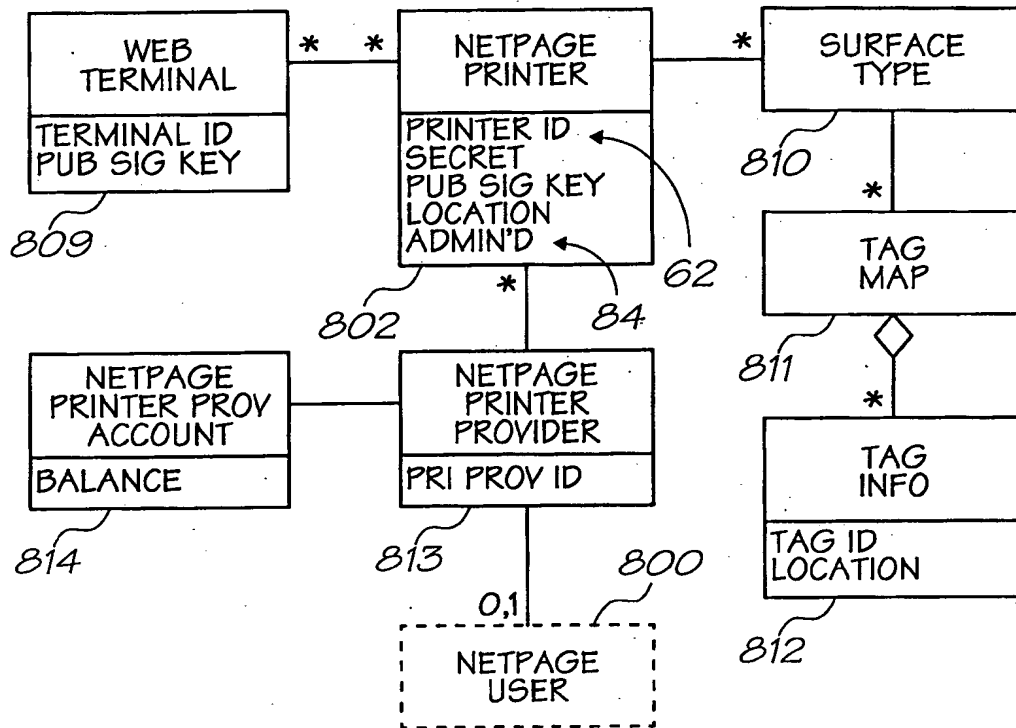 WEB
TERMINAL
TERMINAL ID
PUB SIG KEY
809
*
*
NETPAGE
PRINTER
PRINTER ID
SECRET
PUB SIG KEY
LOCATION
ADMIN'D
802
62
84
*
SURFACE
TYPE
810
*
TAG
MAP
811
*
TAG
INFO
TAG ID
LOCATION
812
*
NETPAGE
PRINTER PROV
ACCOUNT
BALANCE
814
NETPAGE
PRINTER
PROVIDER
PRI PROV ID
813
0,1
800
NETPAGE
USER